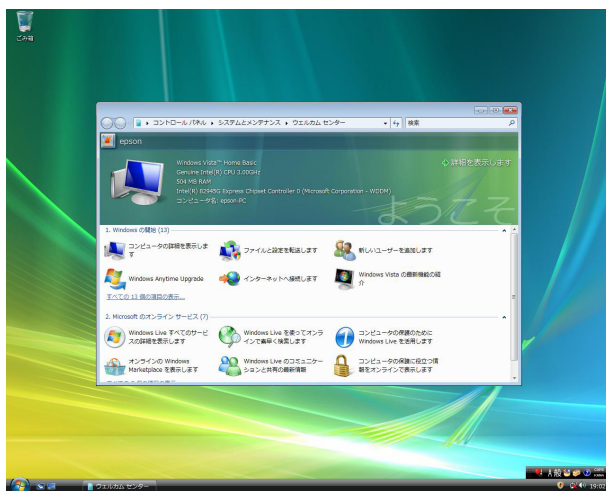 ごみ箱
コントロール パネル ▸ システムとメンテナンス ▸ ウエルカム センター
検索
epson
Windows Vista™ Home Basic
Genuine Intel(R) CPU 3.00GHz
504 MB RAM
Intel(R) 82945G Express Chipset Controller 0 (Microsoft Corporation - WDDM)
コンピュータ名: epson-PC
詳細を表示します
ようこそ
1. Windows の開始 (13)
コンピュータの詳細を表示しま
す
ファイルと設定を転送します
新しいユーザーを追加します
Windows Anytime Upgrade
インターネットへ接続します
Windows Vista の最新機能の紹
介
すべての 13 個の項目の表示...
2. Microsoft のオンライン サービス (7)
Windows Live すべてのサービ
スの詳細を表示します
Windows Live を使ってオンラ
インで素早く検索します
コンピュータの保護のために
Windows Live を活用します
オンラインの Windows
Marketplace を表示します
Windows Live のコミュニケー
ションと共有の最新情報
コンピュータの保護に役立つ情
報をオンラインで表示します
A 般
CAPS
KANA
ウエルカム センター
19:02